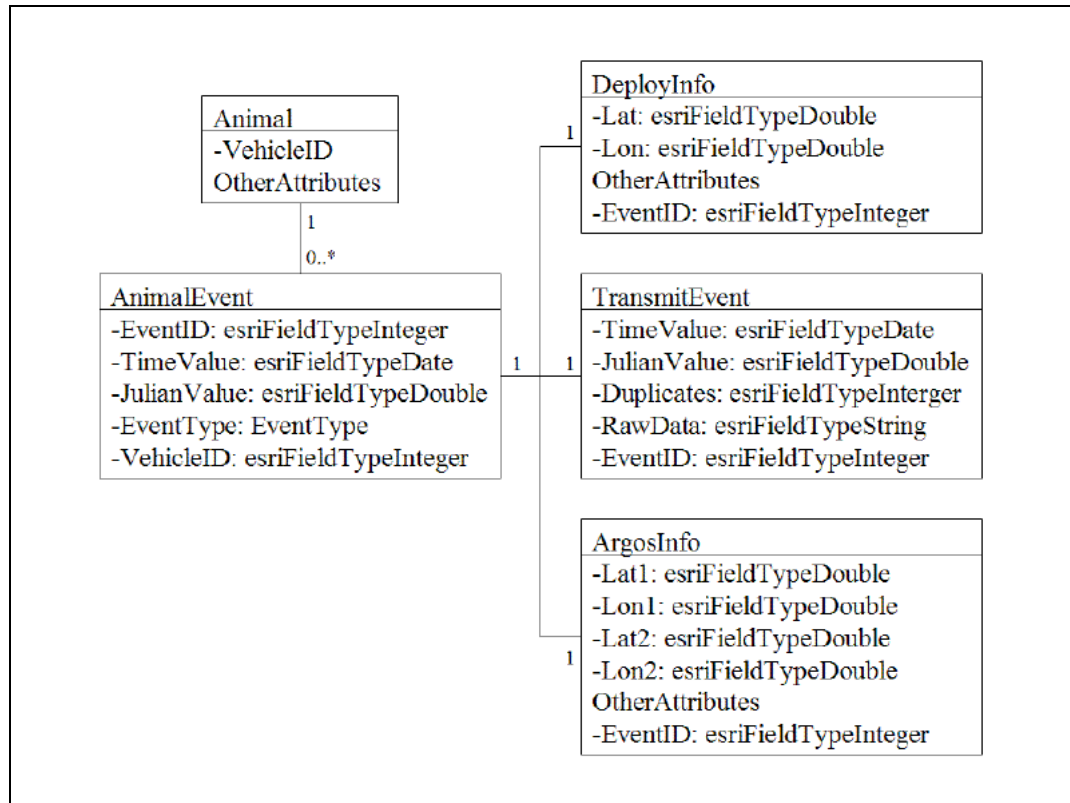 Animal
-VehicleID
OtherAttributes
1
0..*
AnimalEvent
-EventID: esriFieldTypeInteger
-TimeValue: esriFieldTypeDate
-JulianValue: esriFieldTypeDouble
-EventType: EventType
-VehicleID: esriFieldTypeInteger
1
1
DeployInfo
-Lat: esriFieldTypeDouble
-Lon: esriFieldTypeDouble
OtherAttributes
-EventID: esriFieldTypeInteger
1
TransmitEvent
-TimeValue: esriFieldTypeDate
-JulianValue: esriFieldTypeDouble
-Duplicates: esriFieldTypeInterger
-RawData: esriFieldTypeString
-EventID: esriFieldTypeInteger
1
ArgosInfo
-Lat1: esriFieldTypeDouble
-Lon1: esriFieldTypeDouble
-Lat2: esriFieldTypeDouble
-Lon2: esriFieldTypeDouble
OtherAttributes
-EventID: esriFieldTypeInteger